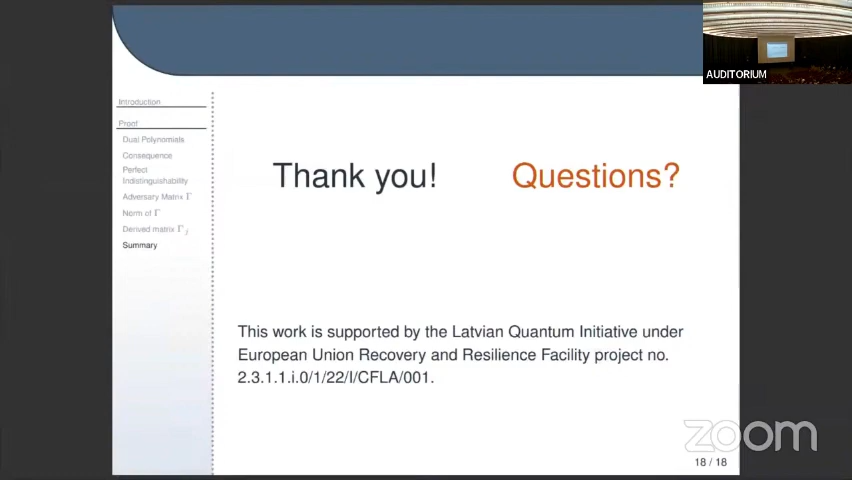 AUDITORIUM
Introduction
Proof
Dual Polynomials
Consequence
Perfect
Indistinguishability
Adversary Matrix Γ
Norm of Γ
Derived matrix Γ_j
Summary
Thank you! Questions?
This work is supported by the Latvian Quantum Initiative under
European Union Recovery and Resilience Facility project no.
2.3.1.1.i.0/1/22/I/CFLA/001.
zoom
18 / 18